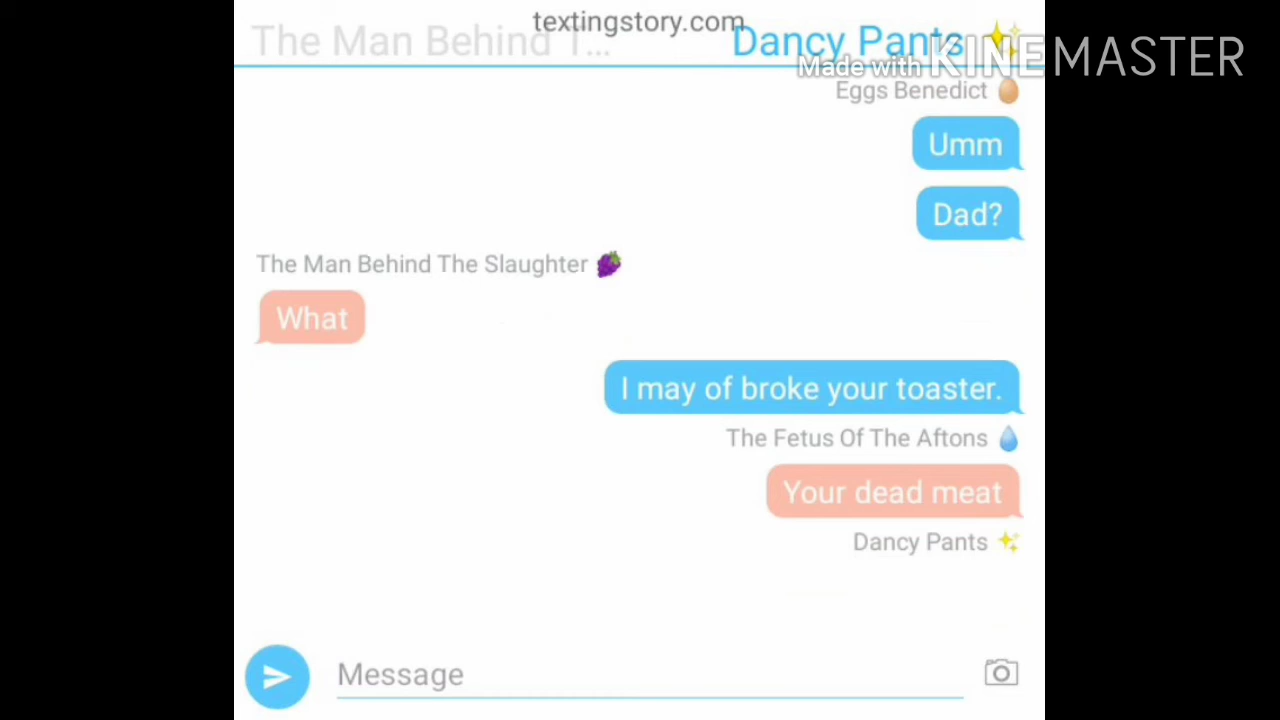 textingstory.com
The Man Behind T...
Dancy Pants ✨
Made with KINEMASTER
Eggs Benedict 🥚
Umm
Dad?
The Man Behind The Slaughter 🍇
What
I may of broke your toaster.
The Fetus Of The Aftons 💧
Your dead meat
Dancy Pants ✨
Message